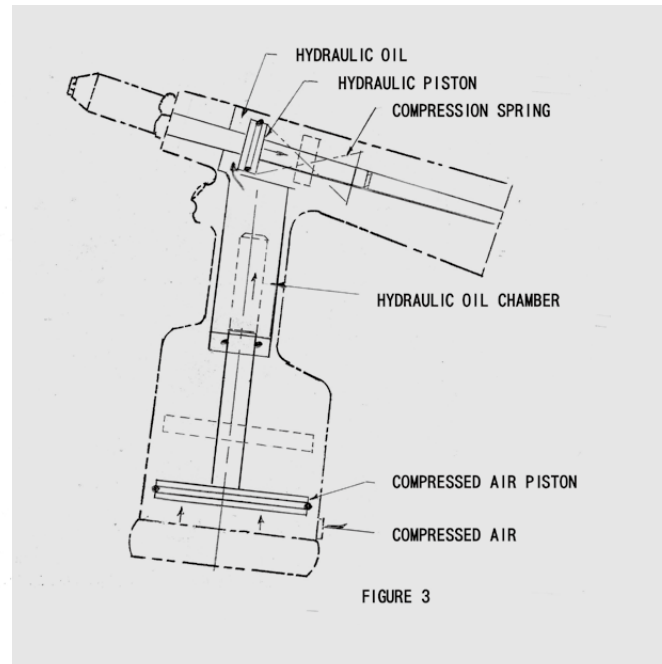 HYDRAULIC OIL
HYDRAULIC PISTON
COMPRESSION SPRING
HYDRAULIC OIL CHAMBER
COMPRESSED AIR PISTON
COMPRESSED AIR
FIGURE 3